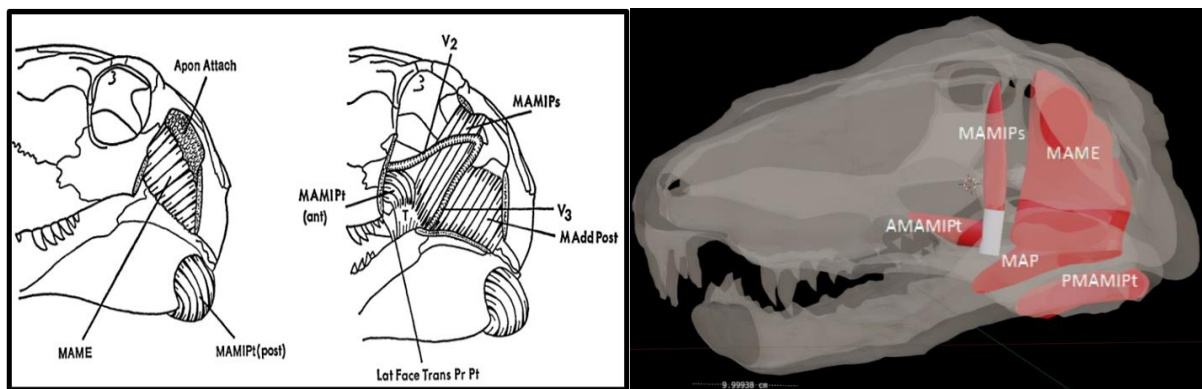 Apon Attach
MAME
MAMIPt(post)
V2
MAMIPs
MAMIPt
(ant)
T
V3
MAdd Post
Lat Face Trans Pr Pt
MAMIPs
MAME
AMAMIPt
MAP
PMAMIPt
9.99938 cm